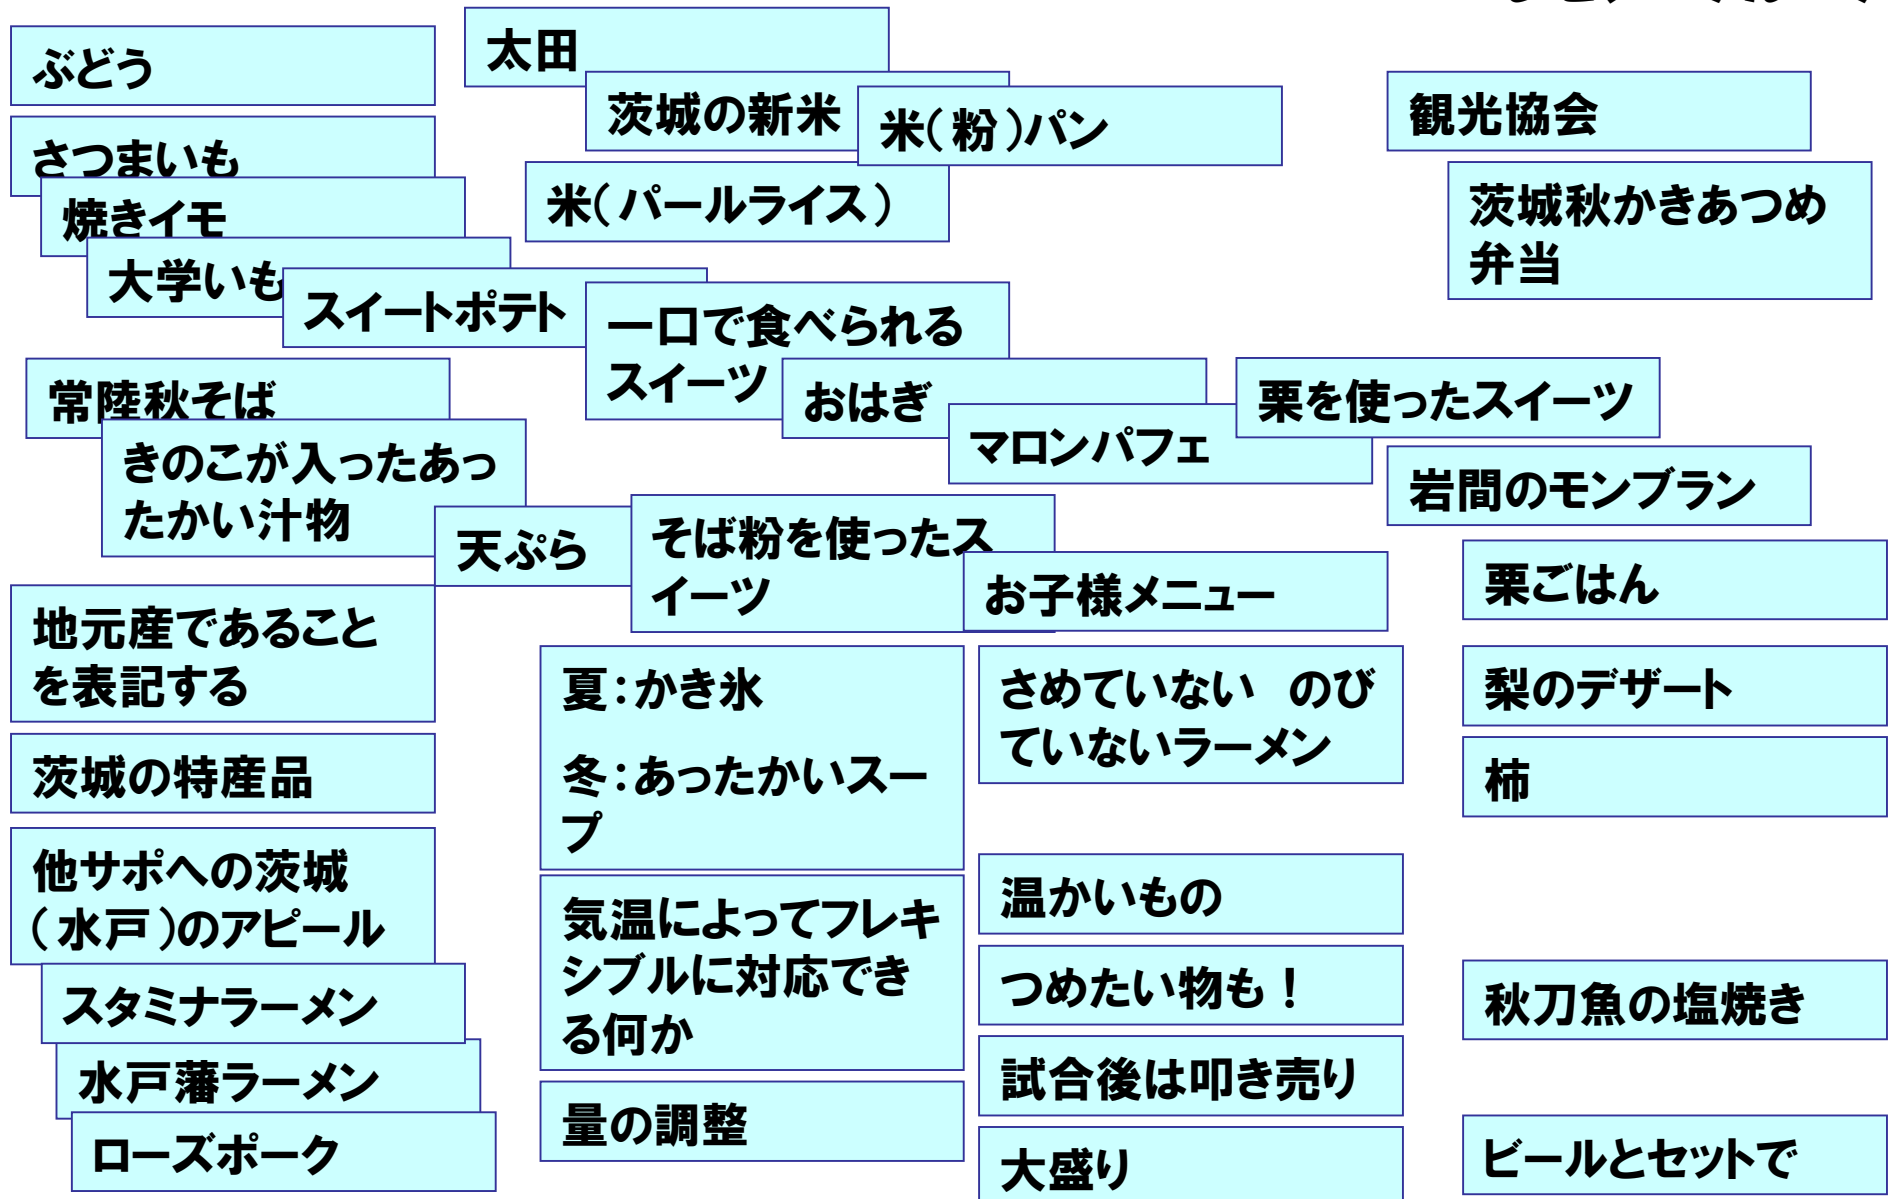 ぶどう
さつまいも
焼きイモ
大学いも
スイートポテト
太田
茨城の新米
米（粉）パン
米（パールライス）
観光協会
茨城秋かきあつめ
弁当
一口で食べられる
スイーツ
おはぎ
マロンパフェ
栗を使ったスイーツ
岩間のモンブラン
常陸秋そば
きのこが入ったあっ
たかい汁物
天ぷら
そば粉を使ったス
イーツ
お子様メニュー
栗ごはん
梨のデザート
柿
地元産であること
を表記する
茨城の特産品
他サポへの茨城
（水戸）のアピール
スタミナラーメン
水戸藩ラーメン
ローズポーク
夏：かき氷
冬：あったかいスー
プ
気温によってフレキ
シブルに対応でき
る何か
量の調整
さめていない　のび
ていないラーメン
温かいもの
つめたい物も！
試合後は叩き売り
大盛り
秋刀魚の塩焼き
ビールとセットで